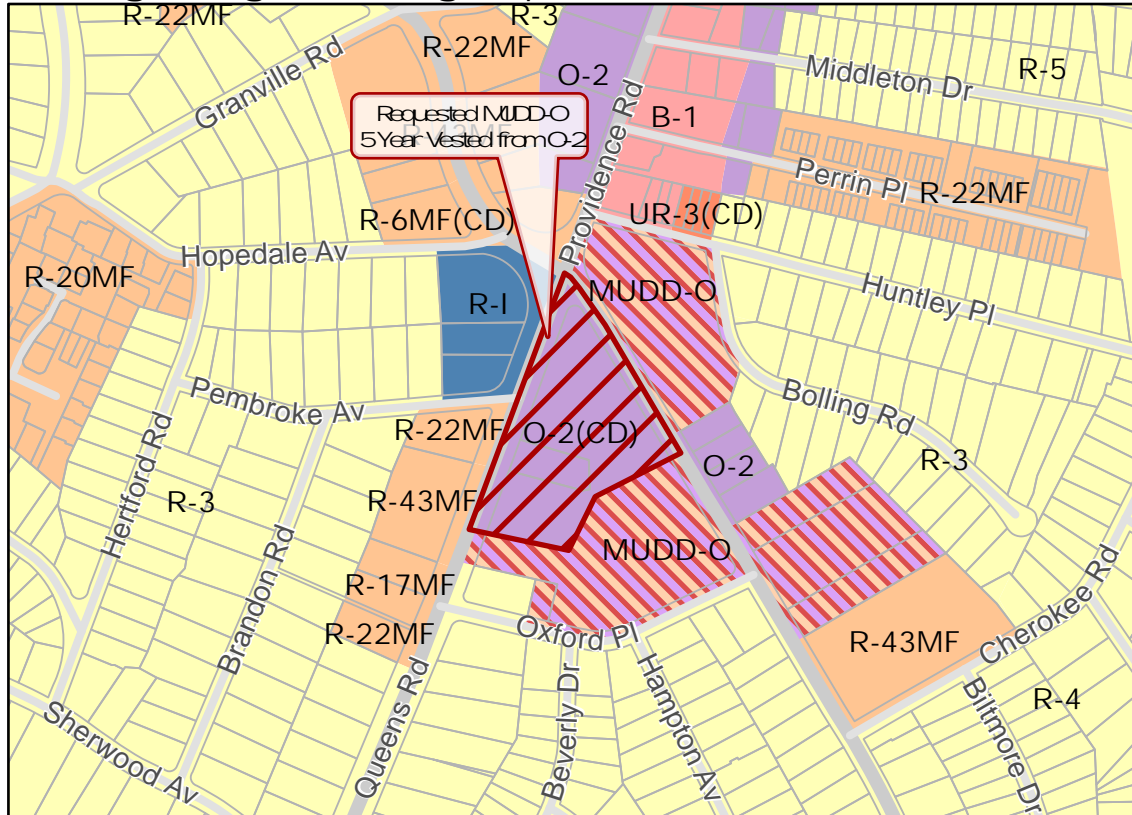 R-22MF
R-3
R-22MF
Granville Rd
O-2
Middleton Dr
R-5
Providence Rd
B-1
Requested MUDD-O
5 Year Vested from O-2
R-43MF
Perrin Pl
R-22MF
R-6MF(CD)
UR-3(CD)
Hopedale Av
R-20MF
R-I
MUDD-O
Huntley Pl
Pembroke Av
Bolling Rd
R-22MF
O-2(CD)
O-2
R-3
Hertford Rd
R-3
R-43MF
Brandon Rd
MUDD-O
R-17MF
R-22MF
Oxford Pl
R-43MF
Cherokee Rd
Queens Rd
Beverly Dr
Hampton Av
Biltmore Dr
R-4
Sherwood Av